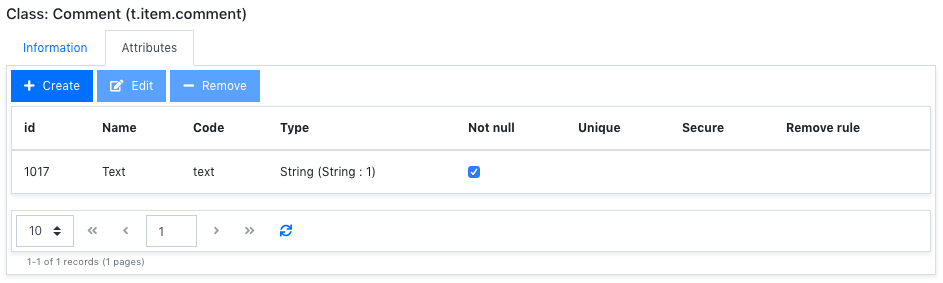 Class: Comment (t.item.comment)
Information Attributes
Create Edit Remove
id Name Code Type Not null Unique Secure Remove rule
1017 Text text String (String : 1)
10 « ‹ 1 › »
1-1 of 1 records (1 pages)